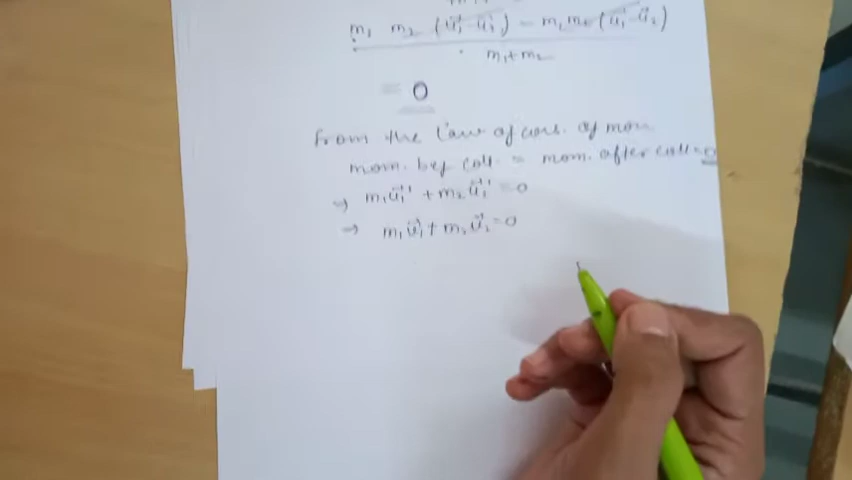 m₁ m₂ (u⃗₁ - u⃗₂) - m₁m₂ (u⃗₁ - u⃗₂)
m₁+m₂
= 0
From the law of cons. of mom
mom. bef coll. = mom. after coll = 0
→ m₁u⃗₁' + m₂u⃗₁' = 0
→ m₁u⃗₁ + m₂u⃗₂ = 0